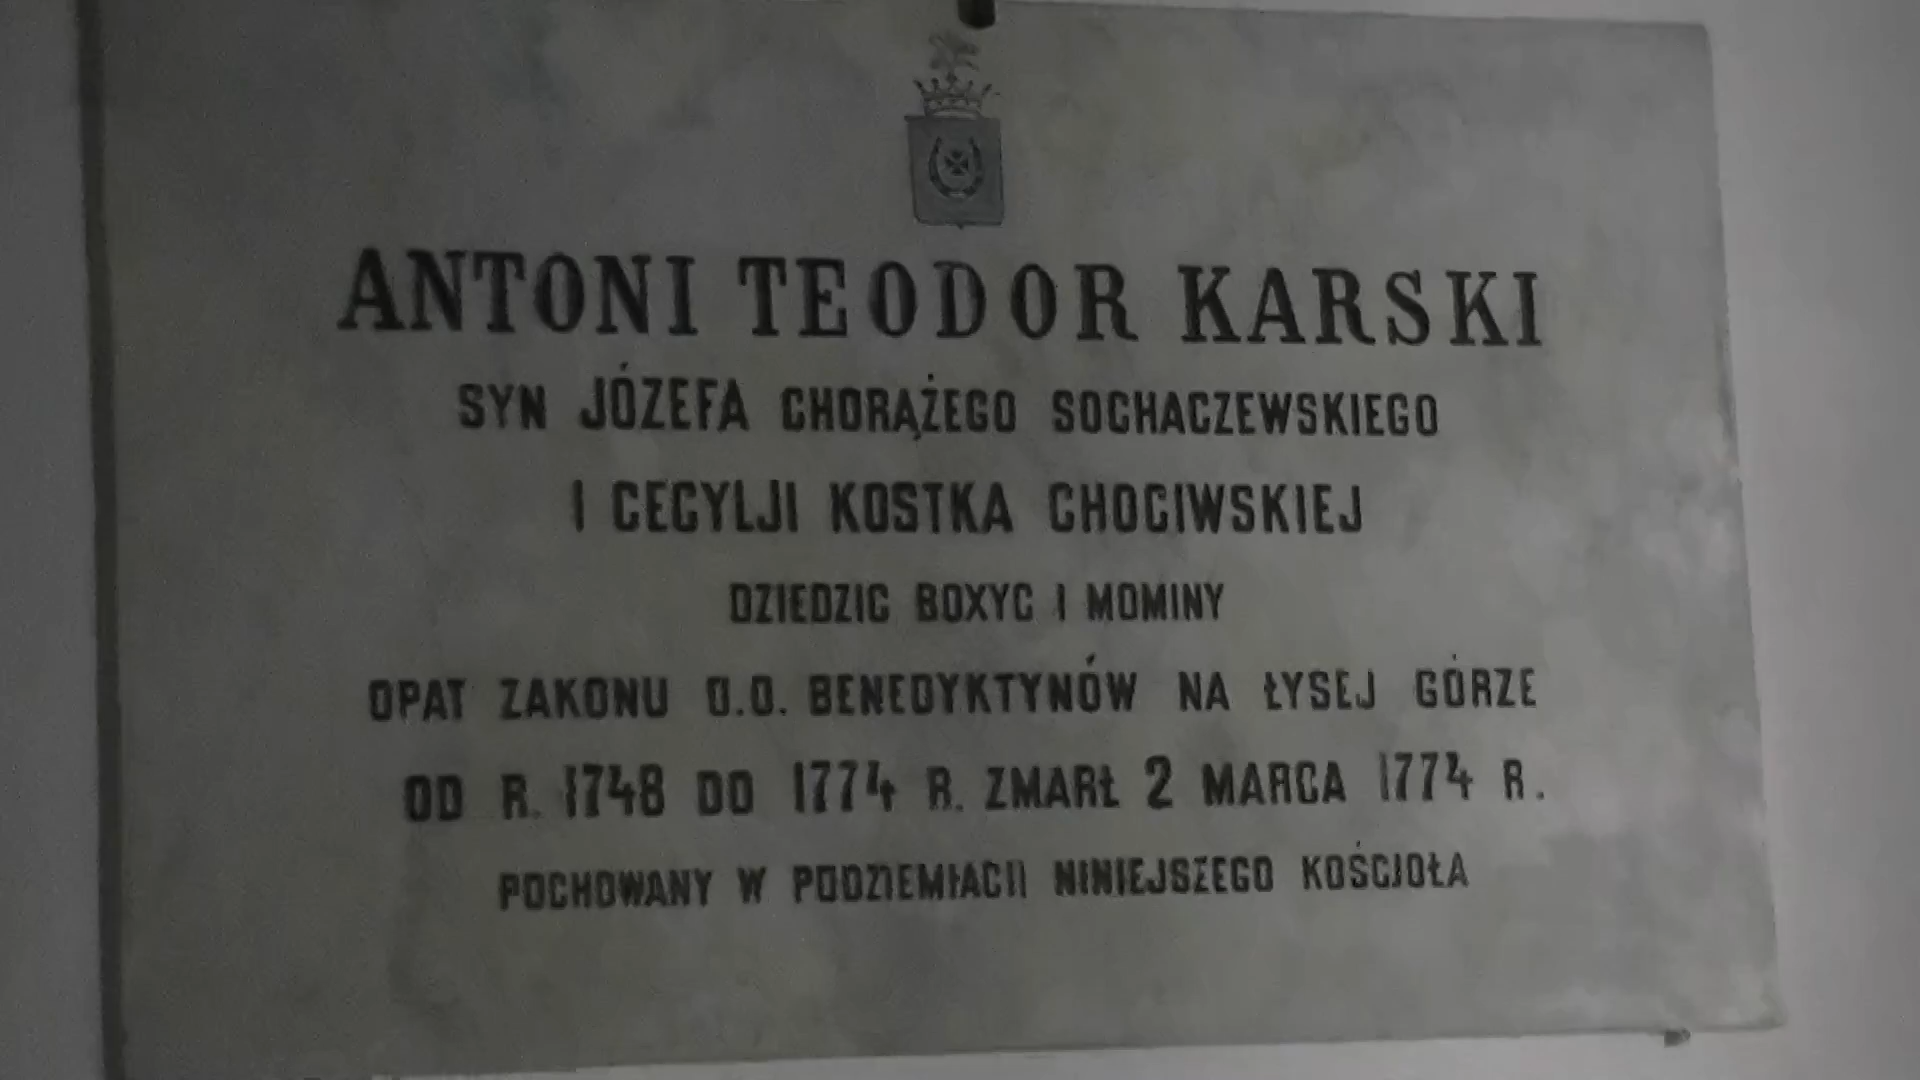 ANTONI TEODOR KARSKI
SYN JÓZEFA CHORĄŻEGO SOCHACZEWSKIEGO
I CECYLJI KOSTKA CHOCIWSKIEJ
DZIEDZIC BOXYC I MOMINY
OPAT ZAKONU O.O. BENEDYKTYNÓW NA ŁYSEJ GÓRZE
OD R. 1748 DO 1774 R. ZMARŁ 2 MARCA 1774 R.
POCHOWANY W PODZIEMIACH NINIEJSZEGO KOŚCIOŁA